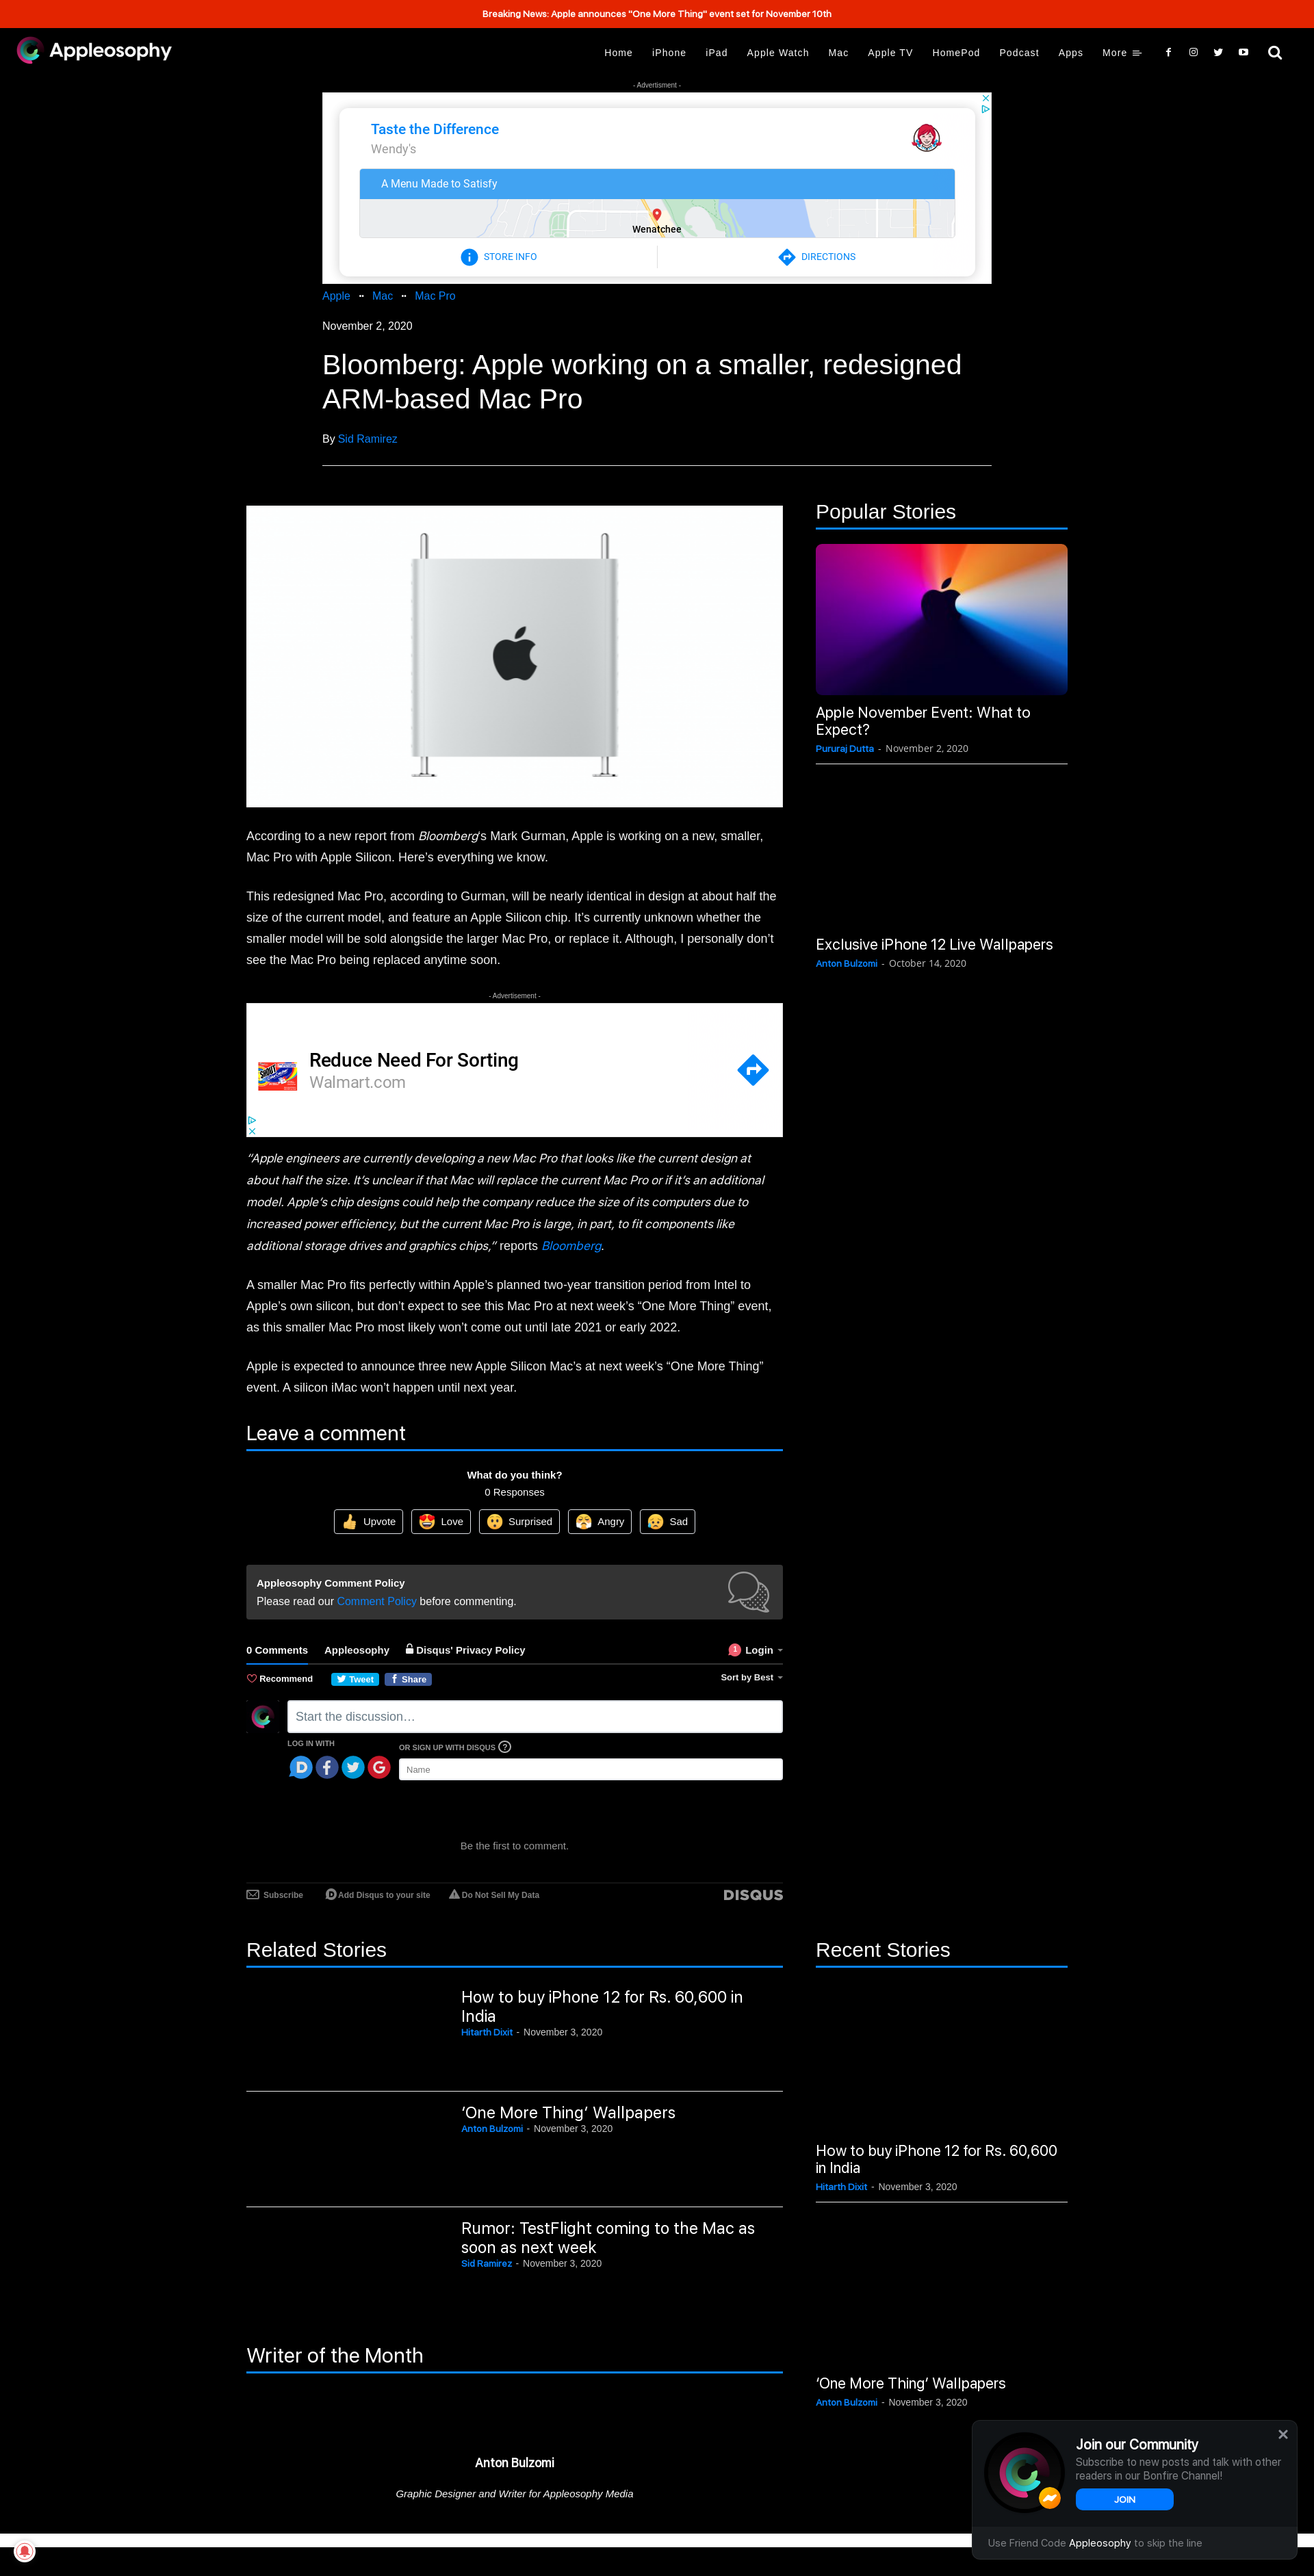 Breaking News: Apple announces "One More Thing" event set for November 10th
Appleosophy
Home iPhone iPad Apple Watch Mac Apple TV HomePod Podcast Apps More
- Advertisment -
Taste the Difference
Wendy's
A Menu Made to Satisfy
Wenatchee
STORE INFO
DIRECTIONS
Apple Mac Mac Pro
November 2, 2020
Bloomberg: Apple working on a smaller, redesigned
ARM-based Mac Pro
By Sid Ramirez
According to a new report from Bloomberg's Mark Gurman, Apple is working on a new, smaller,
Mac Pro with Apple Silicon. Here’s everything we know.
This redesigned Mac Pro, according to Gurman, will be nearly identical in design at about half the
size of the current model, and feature an Apple Silicon chip. It’s currently unknown whether the
smaller model will be sold alongside the larger Mac Pro, or replace it. Although, I personally don’t
see the Mac Pro being replaced anytime soon.
- Advertisement -
SHOUT
Reduce Need For Sorting
Walmart.com
“Apple engineers are currently developing a new Mac Pro that looks like the current design at
about half the size. It’s unclear if that Mac will replace the current Mac Pro or if it’s an additional
model. Apple’s chip designs could help the company reduce the size of its computers due to
increased power efficiency, but the current Mac Pro is large, in part, to fit components like
additional storage drives and graphics chips,” reports Bloomberg.
A smaller Mac Pro fits perfectly within Apple’s planned two-year transition period from Intel to
Apple’s own silicon, but don’t expect to see this Mac Pro at next week’s “One More Thing” event,
as this smaller Mac Pro most likely won’t come out until late 2021 or early 2022.
Apple is expected to announce three new Apple Silicon Mac’s at next week’s “One More Thing”
event. A silicon iMac won’t happen until next year.
Leave a comment
What do you think?
0 Responses
Upvote
Love
Surprised
Angry
Sad
Appleosophy Comment Policy
Please read our Comment Policy before commenting.
0 Comments Appleosophy Disqus' Privacy Policy 1 Login
Recommend Tweet Share Sort by Best
Start the discussion…
LOG IN WITH
OR SIGN UP WITH DISQUS ?
Name
Be the first to comment.
Subscribe Add Disqus to your site Do Not Sell My Data DISQUS
Popular Stories
Apple November Event: What to
Expect?
Pururaj Dutta - November 2, 2020
Exclusive iPhone 12 Live Wallpapers
Anton Bulzomi - October 14, 2020
Related Stories
How to buy iPhone 12 for Rs. 60,600 in
India
Hitarth Dixit - November 3, 2020
‘One More Thing’ Wallpapers
Anton Bulzomi - November 3, 2020
Rumor: TestFlight coming to the Mac as
soon as next week
Sid Ramirez - November 3, 2020
Writer of the Month
Anton Bulzomi
Graphic Designer and Writer for Appleosophy Media
Recent Stories
How to buy iPhone 12 for Rs. 60,600
in India
Hitarth Dixit - November 3, 2020
‘One More Thing’ Wallpapers
Anton Bulzomi - November 3, 2020
Join our Community
Subscribe to new posts and talk with other
readers in our Bonfire Channel!
JOIN
Use Friend Code Appleosophy to skip the line